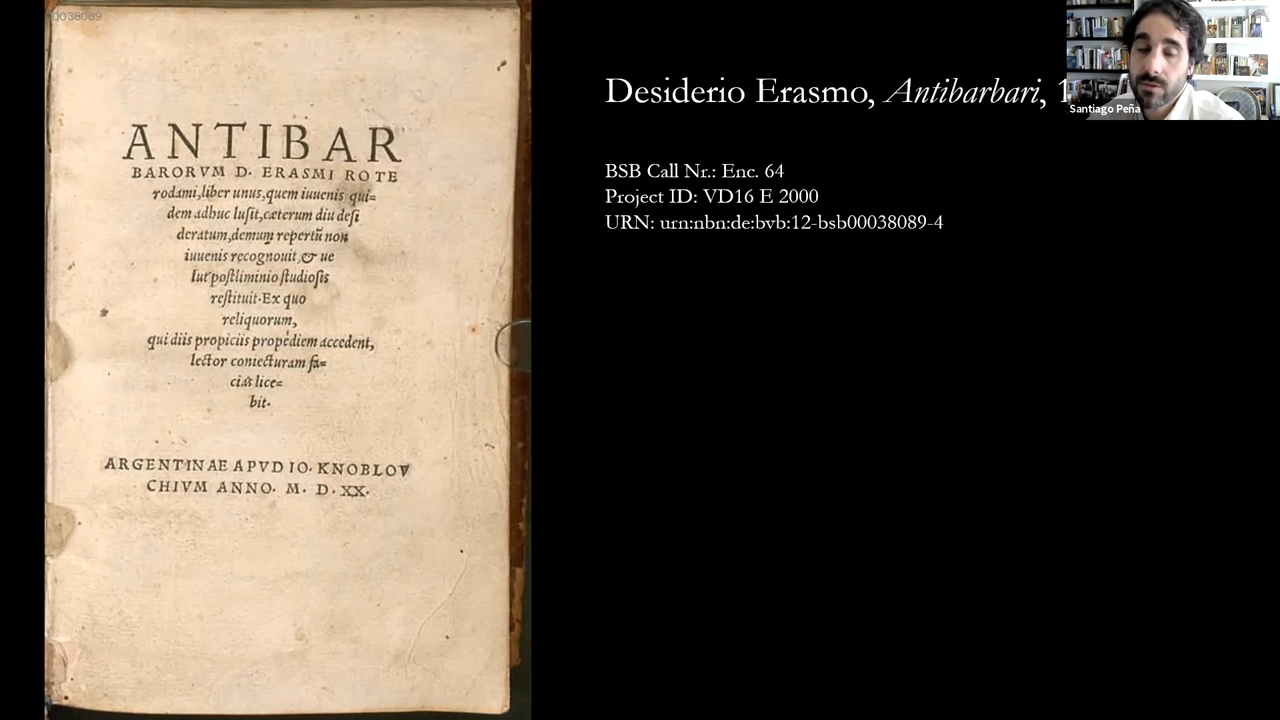 0038089
ANTIBAR
BARORVM D. ERASMI ROTE
rodami,liber unus,quem iuuenis qui=
dem adhuc lusit,cæterum diu desi
deratum,demum repertū non
iuuenis recognouit,& ue
lut postliminio studiosis
restituit.Ex quo
reliquorum,
qui diis propiciis propediem accedent,
lector coniecturam fa=
cias lice=
bit.
ARGENTINAE APVD IO. KNOBLOV
CHIVM ANNO. M. D. XX.
Desiderio Erasmo, Antibarbari, 1
BSB Call Nr.: Enc. 64
Project ID: VD16 E 2000
URN: urn:nbn:de:bvb:12-bsb00038089-4
Santiago Peña